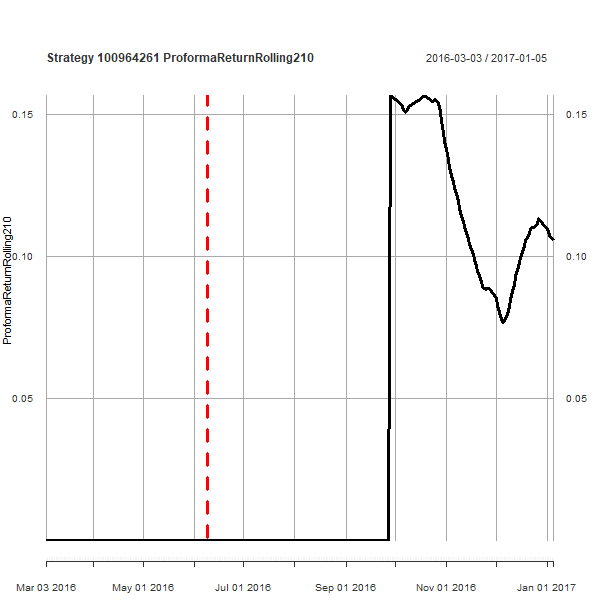 Strategy 100964261 ProformaReturnRolling210
2016-03-03 / 2017-01-05
ProformaReturnRolling210
0.15
0.10
0.05
0.15
0.10
0.05
Mar 03 2016
May 01 2016
Jul 01 2016
Sep 01 2016
Nov 01 2016
Jan 01 2017